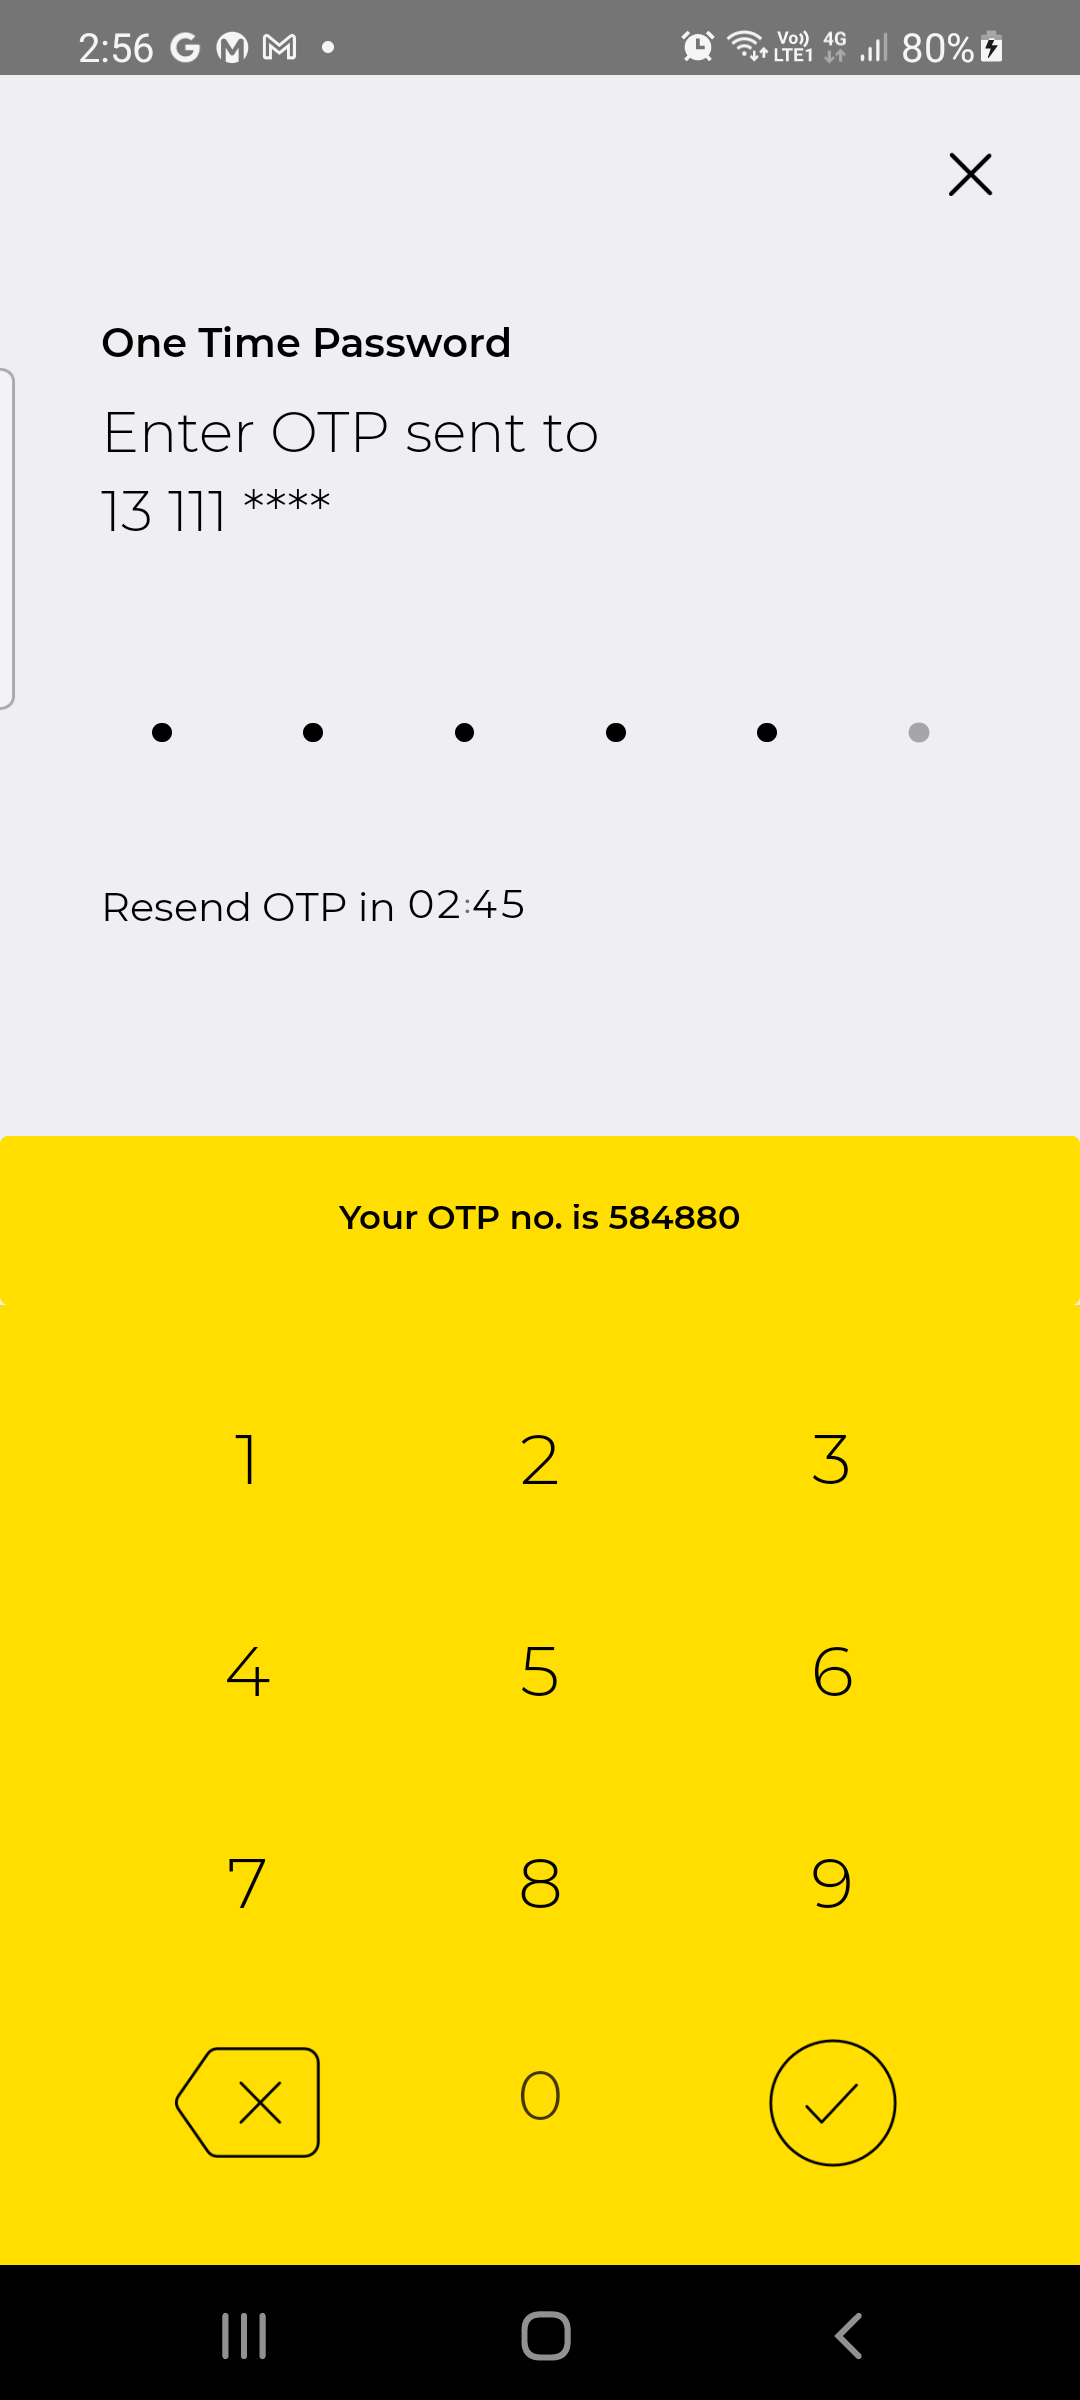 2:56
Vo)) LTE1 4G 80%
One Time Password
Enter OTP sent to
13 111 ****
Resend OTP in 02:45
Your OTP no. is 584880
1 2 3
4 5 6
7 8 9
0